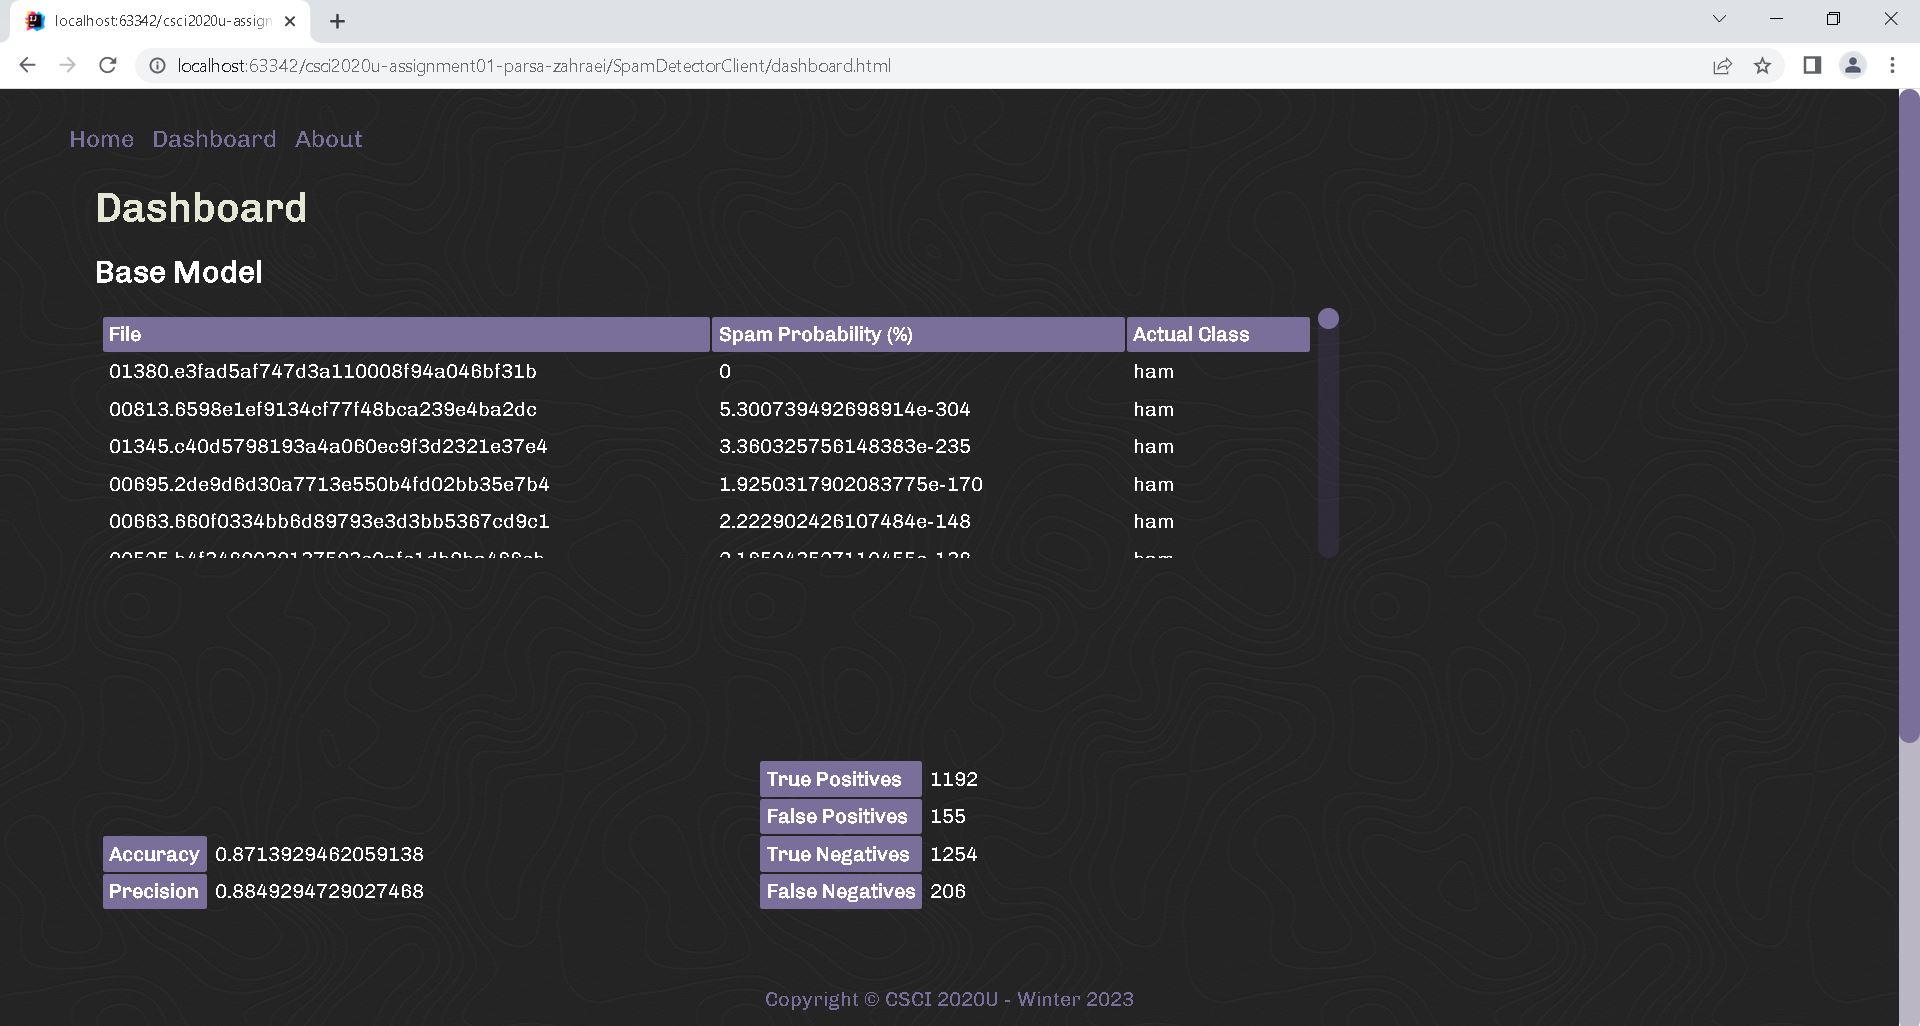 localhost:63342/csci2020u-assign
localhost:63342/csci2020u-assignment01-parsa-zahraei/SpamDetectorClient/dashboard.html
Home Dashboard About
Dashboard
Base Model
File Spam Probability (%) Actual Class
01380.e3fad5af747d3a110008f94a046bf31b 0 ham
00813.6598e1ef9134cf77f48bca239e4ba2dc 5.300739492698914e-304 ham
01345.c40d5798193a4a060ec9f3d2321e37e4 3.360325756148383e-235 ham
00695.2de9d6d30a7713e550b4fd02bb35e7b4 1.9250317902083775e-170 ham
00663.660f0334bb6d89793e3d3bb5367cd9c1 2.222902426107484e-148 ham
ham
True Positives 1192
False Positives 155
Accuracy 0.8713929462059138
True Negatives 1254
Precision 0.8849294729027468
False Negatives 206
Copyright © CSCI 2020U - Winter 2023